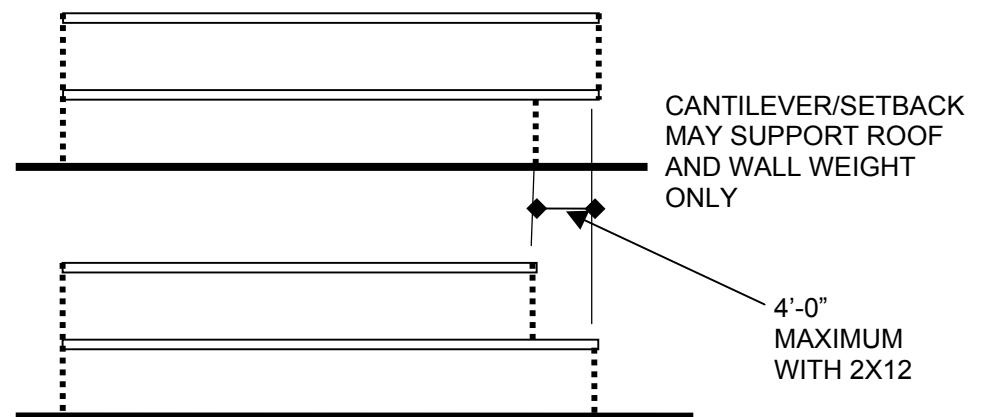 CANTILEVER/SETBACK
MAY SUPPORT ROOF
AND WALL WEIGHT
ONLY
4’-0”
MAXIMUM
WITH 2X12